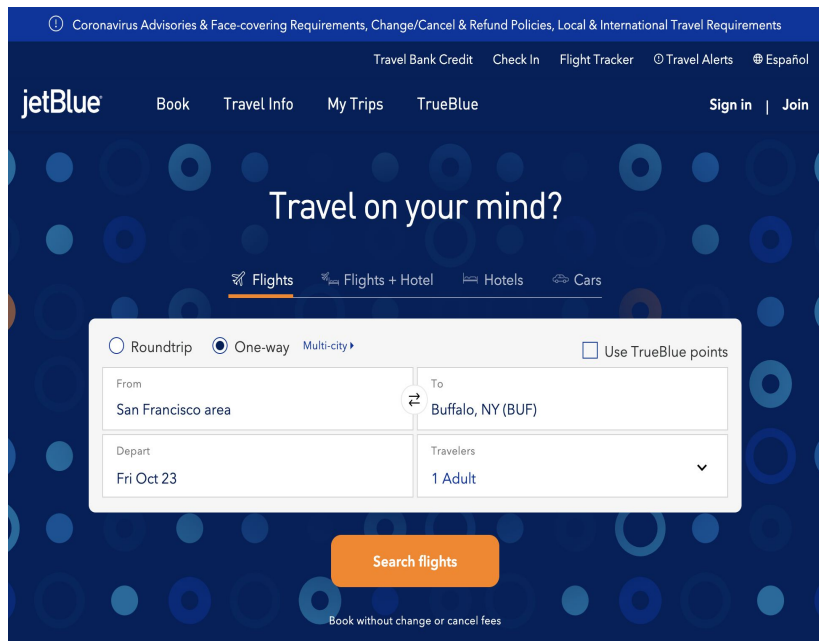 Coronavirus Advisories & Face-covering Requirements, Change/Cancel & Refund Policies, Local & International Travel Requirements
Travel Bank Credit Check In Flight Tracker Travel Alerts Español
jetBlue Book Travel Info My Trips TrueBlue Sign in | Join
Travel on your mind?
Flights Flights + Hotel Hotels Cars
Roundtrip One-way Multi-city Use TrueBlue points
From To
San Francisco area Buffalo, NY (BUF)
Depart Travelers
Fri Oct 23 1 Adult
Search flights
Book without change or cancel fees